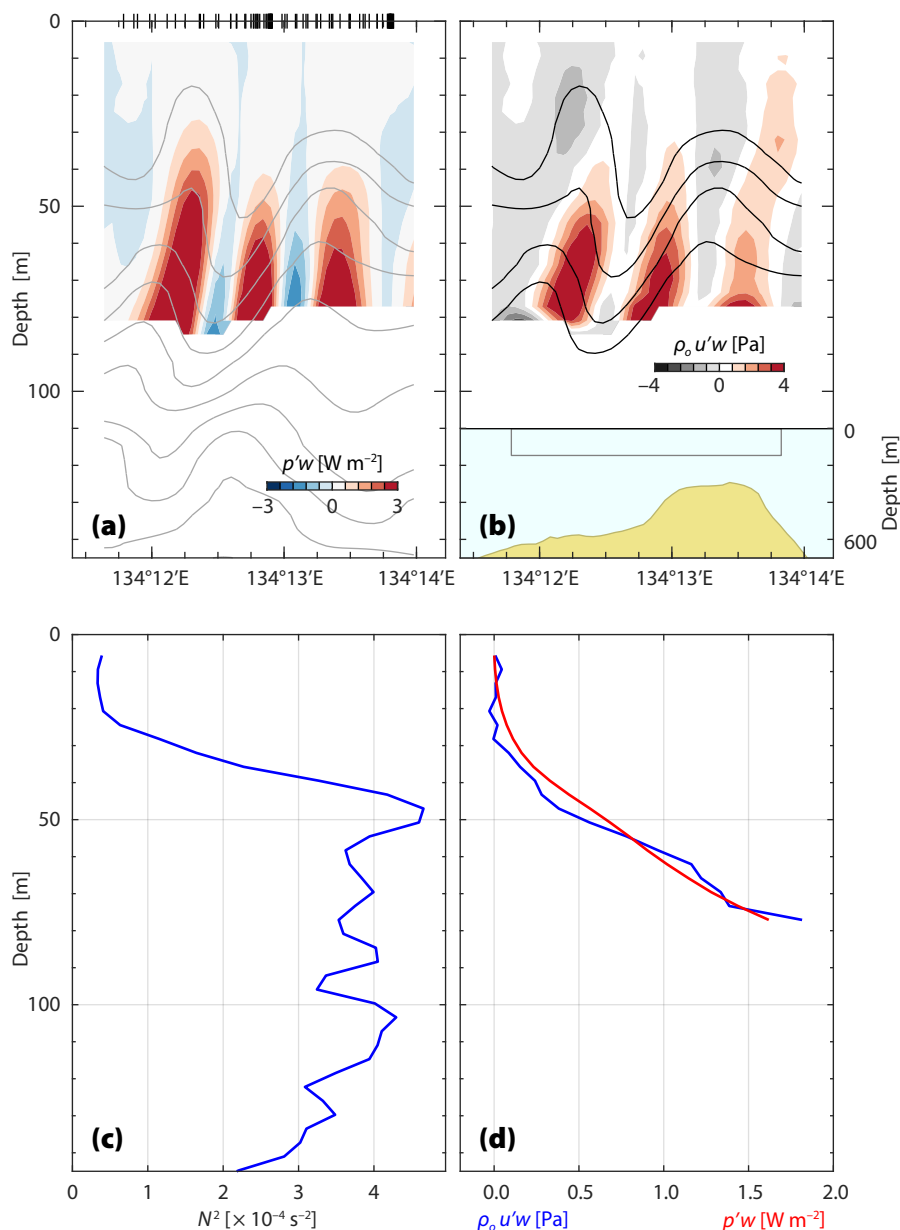 0
50
100
Depth [m]
p′w [W m⁻²]
−3
0
3
(a)
134°12′E
134°13′E
134°14′E
ρₒ u′w [Pa]
−4
0
4
0
600
Depth [m]
(b)
134°12′E
134°13′E
134°14′E
0
50
100
Depth [m]
(c)
0
1
2
3
4
N² [× 10⁻⁴ s⁻²]
(d)
0.0
0.5
1.0
1.5
2.0
ρₒ u′w [Pa]
p′w [W m⁻²]